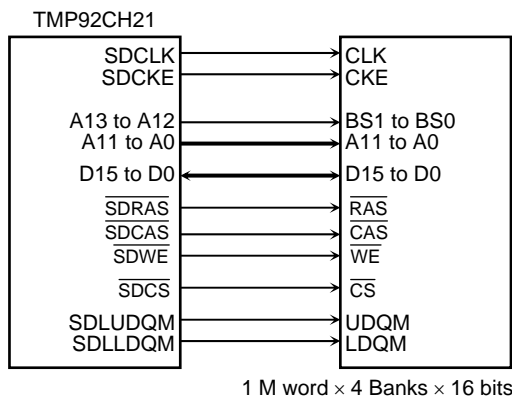 TMP92CH21
SDCLK CLK
SDCKE CKE
A13 to A12 BS1 to BS0
A11 to A0 A11 to A0
D15 to D0 D15 to D0
SDRAS RAS
SDCAS CAS
SDWE WE
SDCS CS
SDLUDQM UDQM
SDLLDQM LDQM
1 M word × 4 Banks × 16 bits